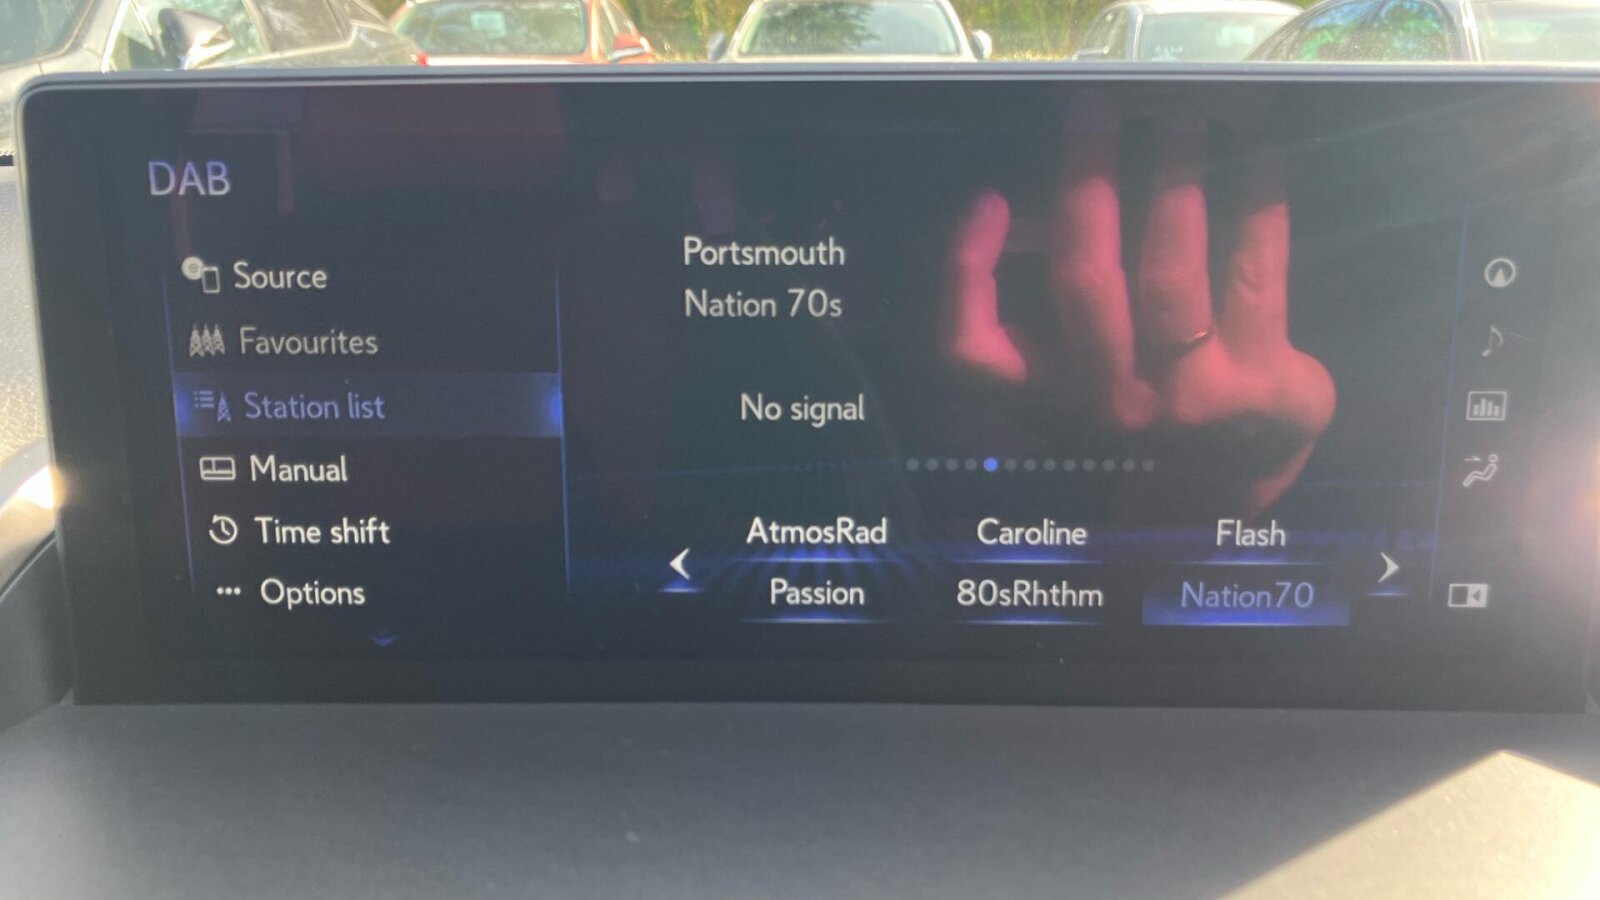 DAB
Source
Favourites
Station list
Manual
Time shift
Options
Portsmouth
Nation 70s
No signal
AtmosRad Caroline Flash
Passion 80sRhthm Nation70